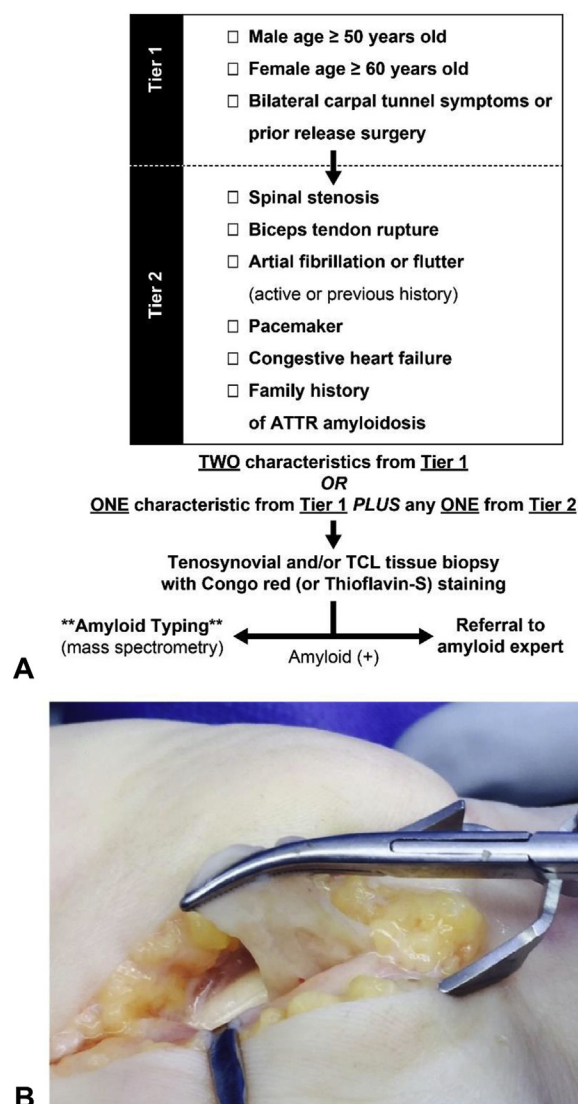 Tier 1
☐ Male age ≥ 50 years old
☐ Female age ≥ 60 years old
☐ Bilateral carpal tunnel symptoms or
prior release surgery
Tier 2
☐ Spinal stenosis
☐ Biceps tendon rupture
☐ Artial fibrillation or flutter
(active or previous history)
☐ Pacemaker
☐ Congestive heart failure
☐ Family history
of ATTR amyloidosis
TWO characteristics from Tier 1
OR
ONE characteristic from Tier 1 PLUS any ONE from Tier 2
Tenosynovial and/or TCL tissue biopsy
with Congo red (or Thioflavin-S) staining
**Amyloid Typing**
(mass spectrometry)
Amyloid (+)
Referral to
amyloid expert
A
B